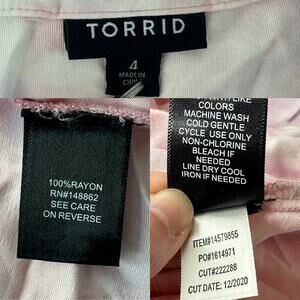 TORRID
4
MADE IN
CHINA
100%RAYON
RN#148862
SEE CARE
ON REVERSE
COLORS
MACHINE WASH
COLD GENTLE
CYCLE USE ONLY
NON-CHLORINE
BLEACH IF
NEEDED
LINE DRY COOL
IRON IF NEEDED
ITEM#14579855
PO#1614971
CUT#222288
CUT DATE: 12/2020